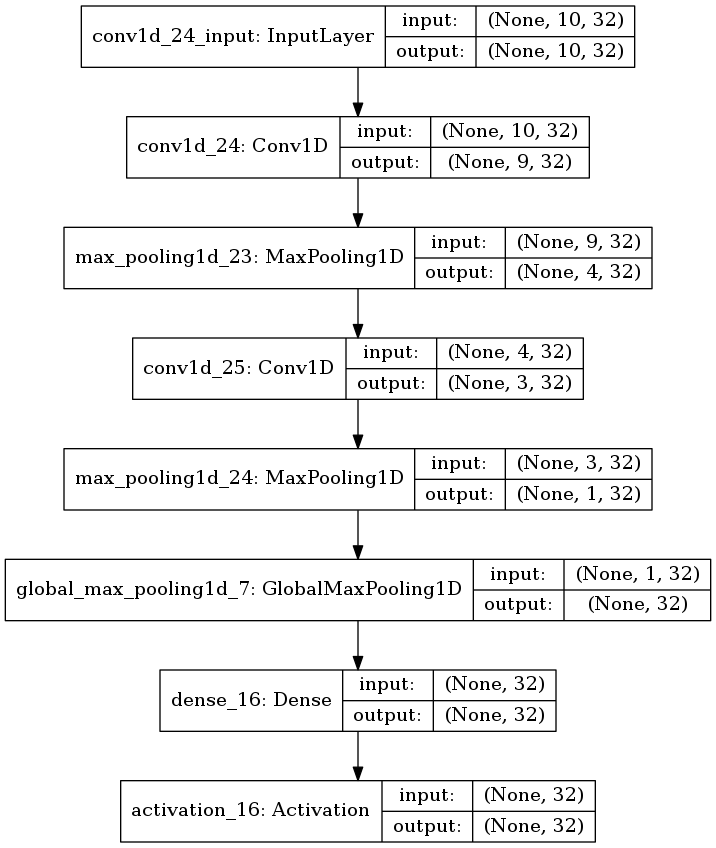 conv1d_24_input: InputLayer
input: (None, 10, 32)
output: (None, 10, 32)
conv1d_24: Conv1D
input: (None, 10, 32)
output: (None, 9, 32)
max_pooling1d_23: MaxPooling1D
input: (None, 9, 32)
output: (None, 4, 32)
conv1d_25: Conv1D
input: (None, 4, 32)
output: (None, 3, 32)
max_pooling1d_24: MaxPooling1D
input: (None, 3, 32)
output: (None, 1, 32)
global_max_pooling1d_7: GlobalMaxPooling1D
input: (None, 1, 32)
output: (None, 32)
dense_16: Dense
input: (None, 32)
output: (None, 32)
activation_16: Activation
input: (None, 32)
output: (None, 32)